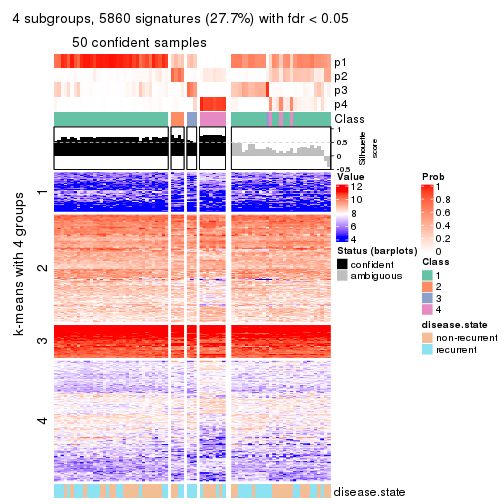 4 subgroups, 5860 signatures (27.7%) with fdr < 0.05
50 confident samples
p1
p2
p3
p4
Class
1
0.5
0
-0.5
Silhouette
score
k-means with 4 groups
1
2
3
4
disease.state
Value
12
10
8
6
4
Status (barplots)
confident
ambiguous
Prob
1
0.8
0.6
0.4
0.2
0
Class
1
2
3
4
disease.state
non-recurrent
recurrent